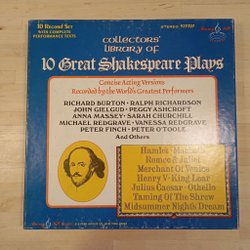 10 Record Set
WITH COMPLETE
PERFORMANCE TEXTS
STEREO
COLLECTORS'
LIBRARY OF
10 Great Shakespeare Plays
Concise Acting Versions
Recorded by the World's Greatest Performers
RICHARD BURTON • RALPH RICHARDSON
JOHN GIELGUD • PEGGY ASHCROFT
ANNA MASSEY • SARAH CHURCHILL
MICHAEL REDGRAVE • VANESSA REDGRAVE
PETER FINCH • PETER O'TOOLE
And Others
Hamlet • Macbeth
Romeo & Juliet
Merchant Of Venice
Henry V • King Lear
Julius Caesar • Othello
Taming Of The Shrew
Midsummer Night's Dream